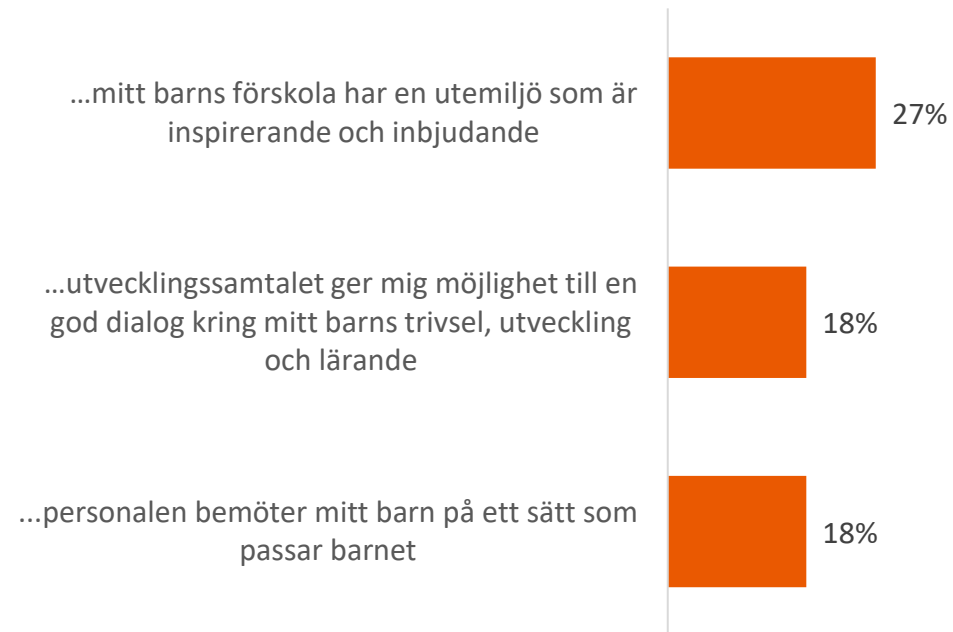 ...mitt barns förskola har en utemiljö som är
inspirerande och inbjudande
27%
...utvecklingssamtalet ger mig möjlighet till en
god dialog kring mitt barns trivsel, utveckling
och lärande
18%
...personalen bemöter mitt barn på ett sätt som
passar barnet
18%